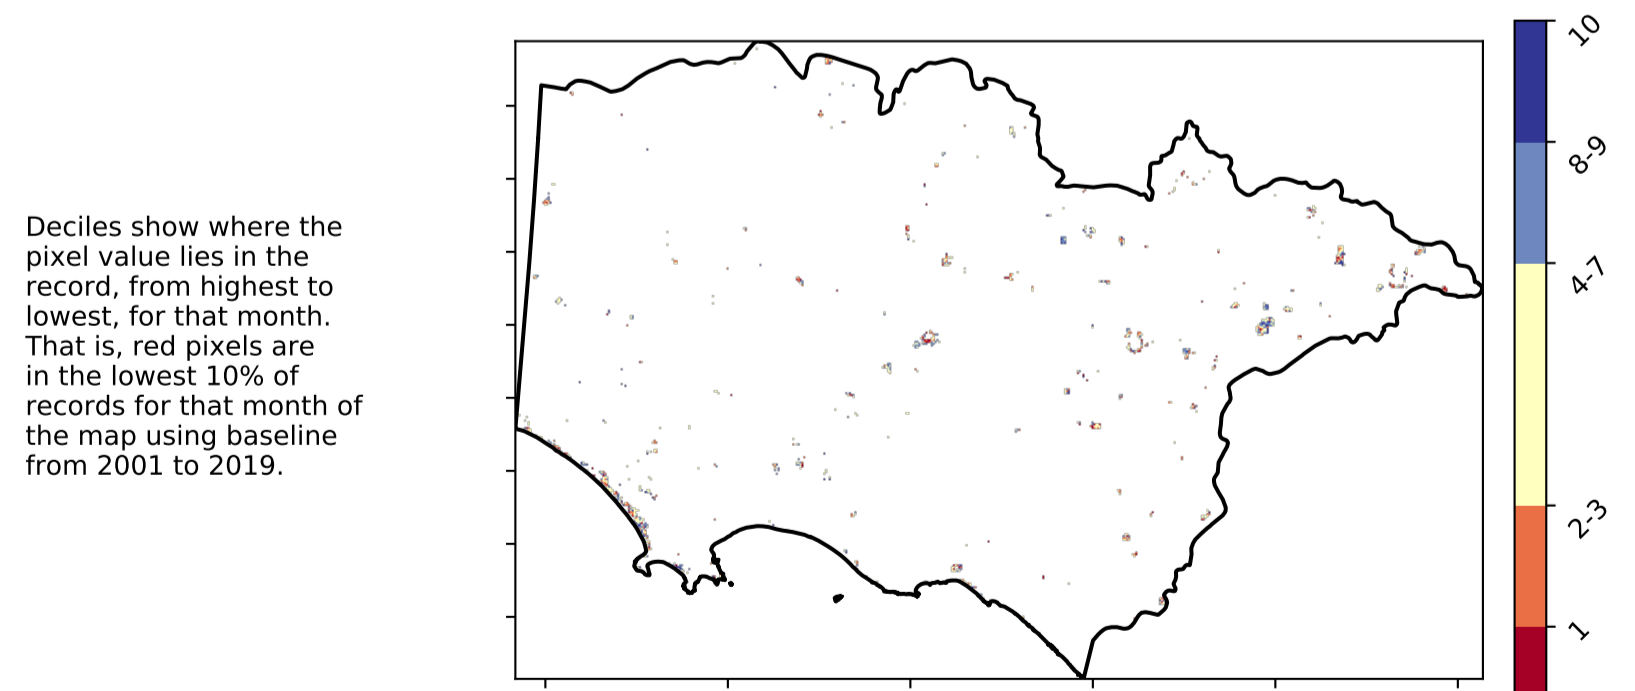 Deciles show where the
pixel value lies in the
record, from highest to
lowest, for that month.
That is, red pixels are
in the lowest 10% of
records for that month of
the map using baseline
from 2001 to 2019.
10
8-9
4-7
2-3
1